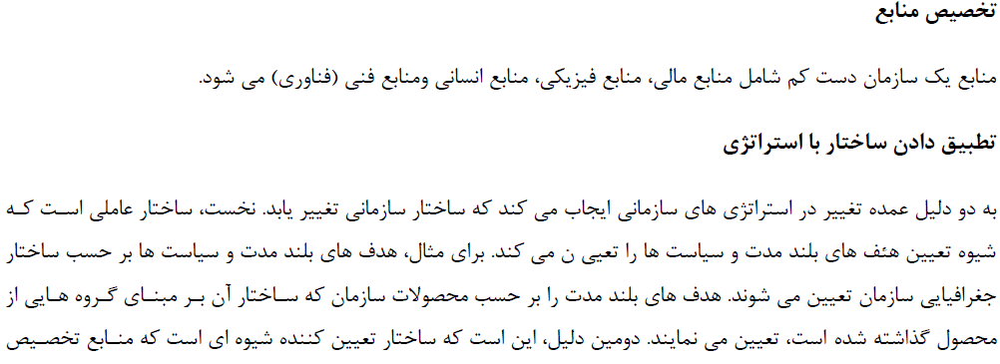 تخصیص منابع
منابع یک سازمان دست کم شامل منابع مالی، منابع فیزیکی، منابع انسانی ومنابع فنی (فناوری) می شود.
تطبیق دادن ساختار با استراتژی
به دو دلیل عمده تغییر در استراتژی های سازمانی ایجاب می کند که ساختار سازمانی تغییر یابد. نخست، ساختار عاملی است که
شیوه تعیین هئف های بلند مدت و سیاست ها را تعیی ن می کند. برای مثال، هدف های بلند مدت و سیاست ها بر حسب ساختار
جغرافیایی سازمان تعیین می شوند. هدف های بلند مدت را بر حسب محصولات سازمان که ساختار آن بر مبنای گروه هایی از
محصول گذاشته شده است، تعیین می نمایند. دومین دلیل، این است که ساختار تعیین کننده شیوه ای است که منابع تخصیص